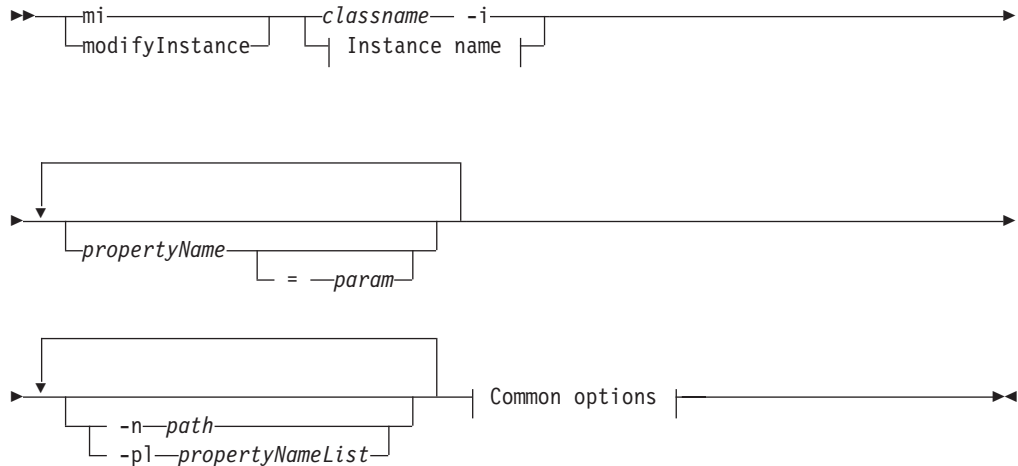 mi classname -i
modifyInstance Instance name
propertyName
= param
-n path
Common options
-pl propertyNameList